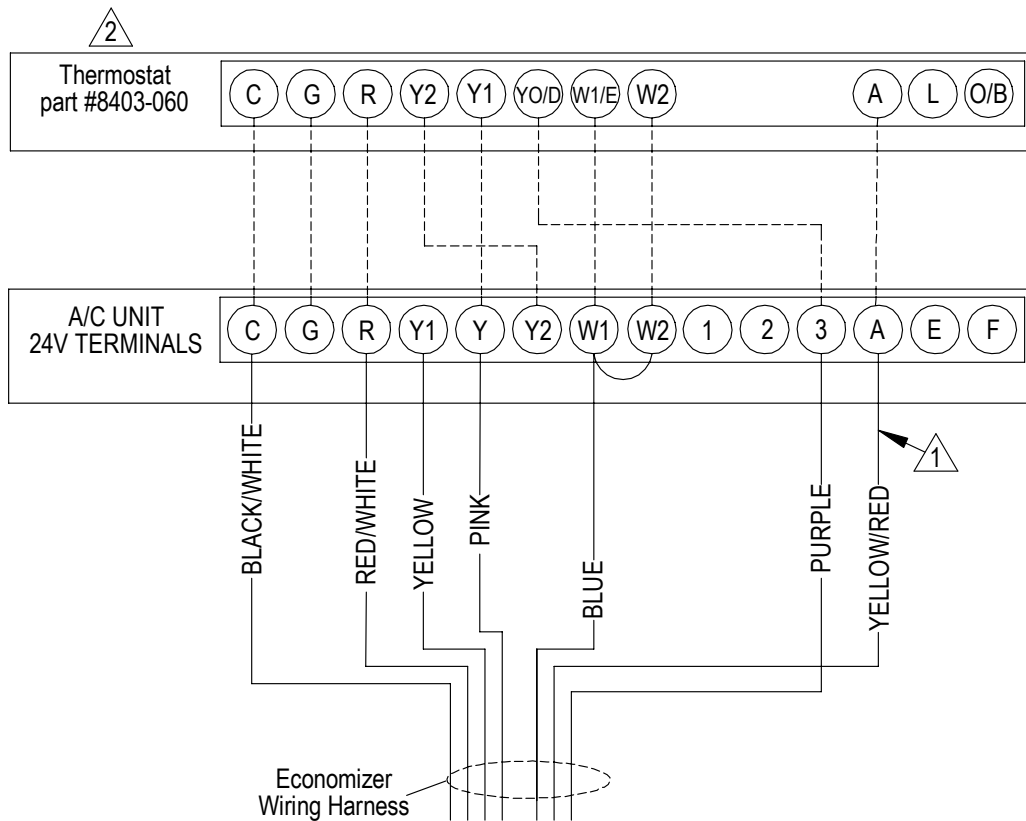 2
Thermostat
part #8403-060
C G R Y2 Y1 YO/D W1/E W2 A L O/B
A/C UNIT
24V TERMINALS
C G R Y1 Y Y2 W1 W2 1 2 3 A E F
1
BLACK/WHITE
RED/WHITE
YELLOW
PINK
BLUE
PURPLE
YELLOW/RED
Economizer
Wiring Harness